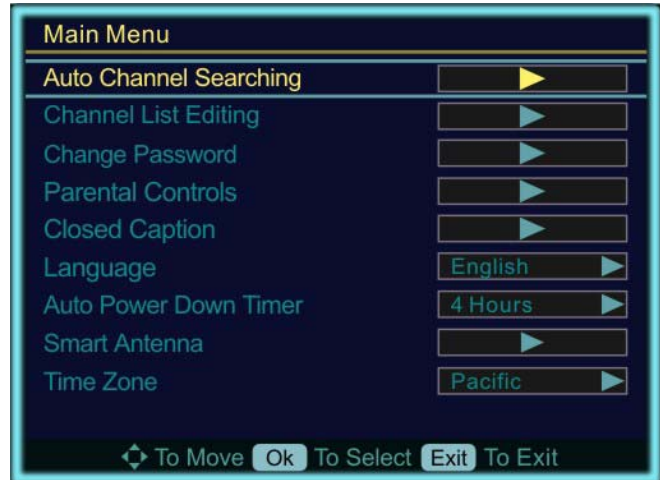 Main Menu
Auto Channel Searching
Channel List Editing
Change Password
Parental Controls
Closed Caption
Language English
Auto Power Down Timer 4 Hours
Smart Antenna
Time Zone Pacific
To Move Ok To Select Exit To Exit